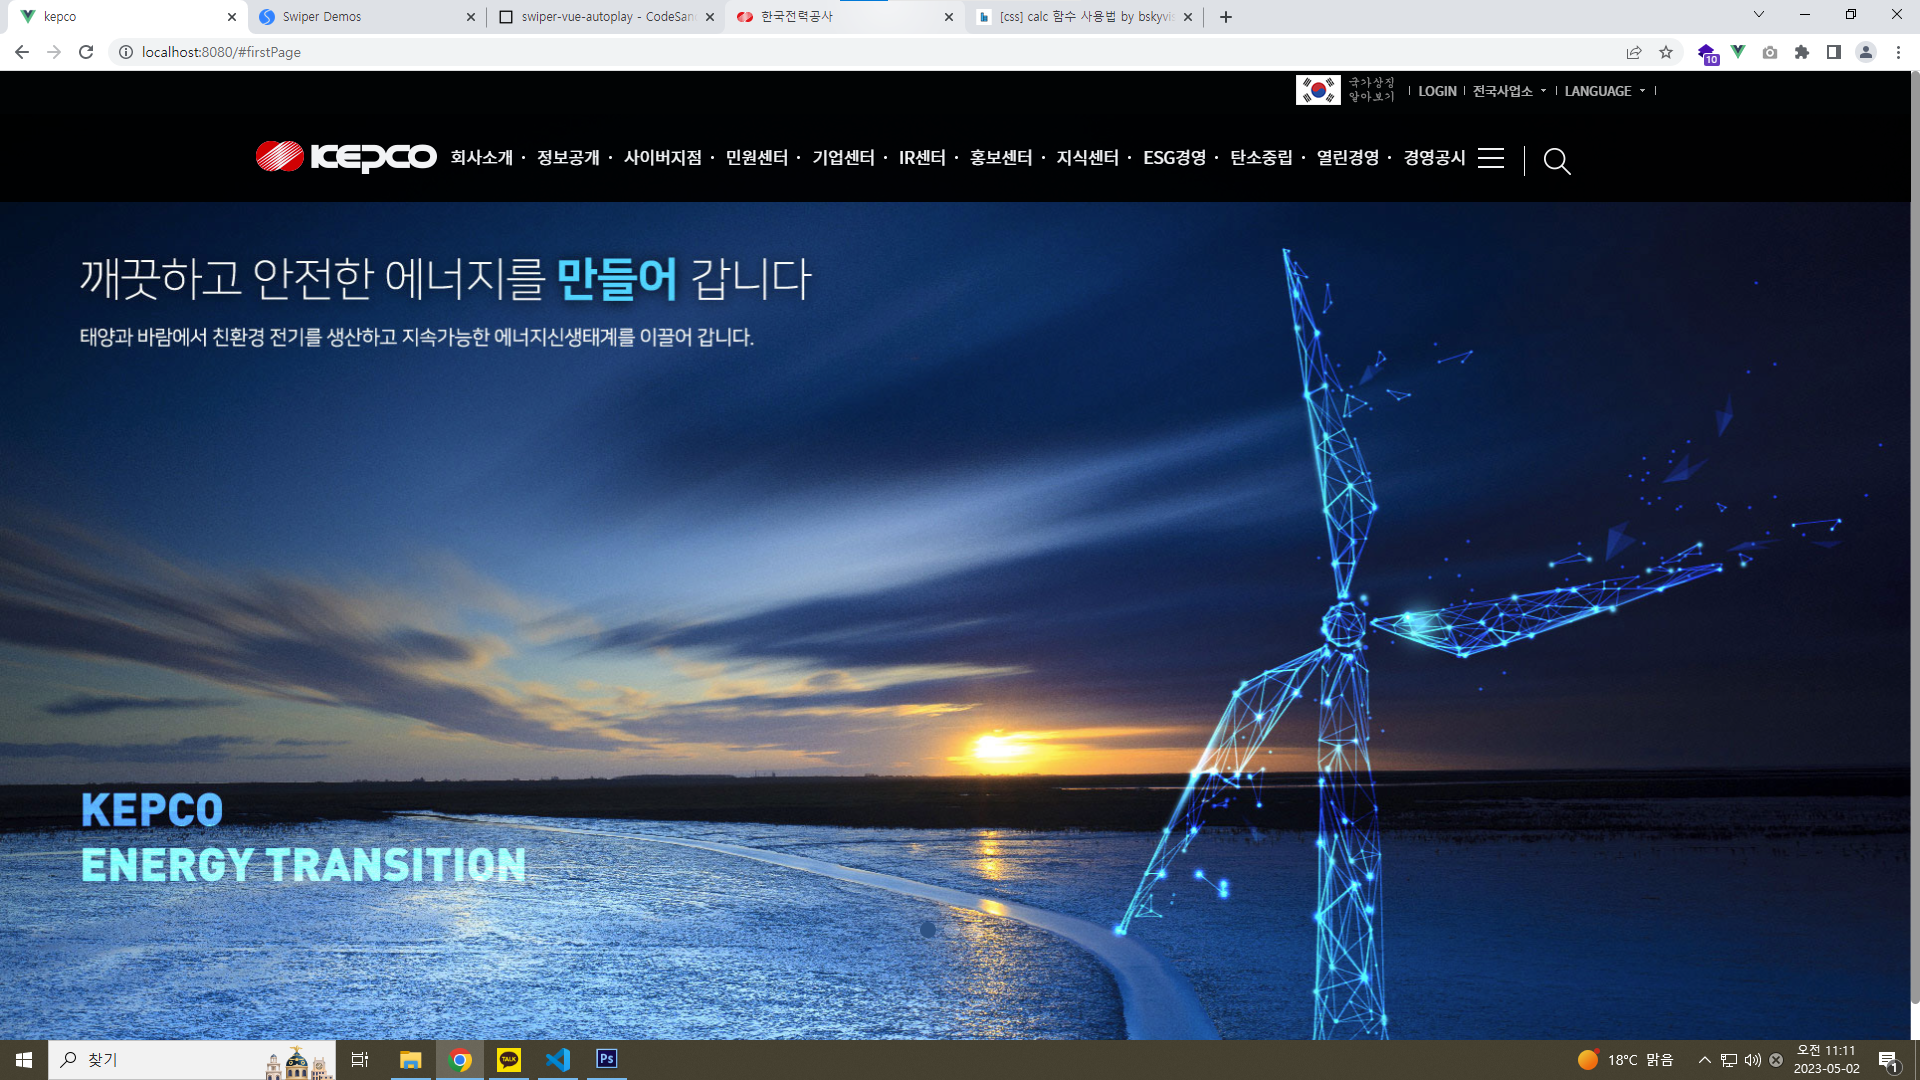 kepco
Swiper Demos
swiper-vue-autoplay - CodeSan
한국전력공사
[css] calc 함수 사용법 by bskyvis
localhost:8080/#firstPage
10
국가상징
알아보기
LOGIN
전국사업소
LANGUAGE
KEPCO
회사소개 · 정보공개 · 사이버지점 · 민원센터 · 기업센터 · IR센터 · 홍보센터 · 지식센터 · ESG경영 · 탄소중립 · 열린경영 · 경영공시
깨끗하고 안전한 에너지를 만들어 갑니다
태양과 바람에서 친환경 전기를 생산하고 지속가능한 에너지신생태계를 이끌어 갑니다.
KEPCO
ENERGY TRANSITION
찾기
TALK
Ps
18°C 맑음
오전 11:11
2023-05-02
1